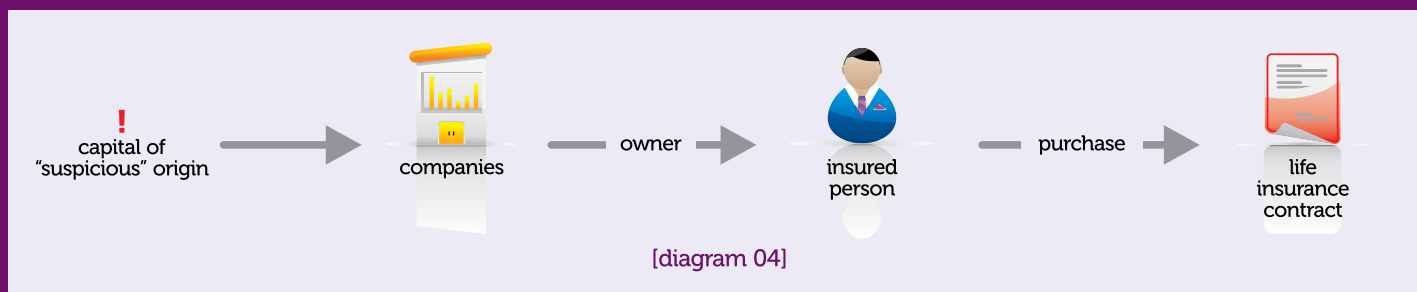 !
capital of
“suspicious” origin
companies
owner
insured
person
purchase
life
insurance
contract
[diagram 04]